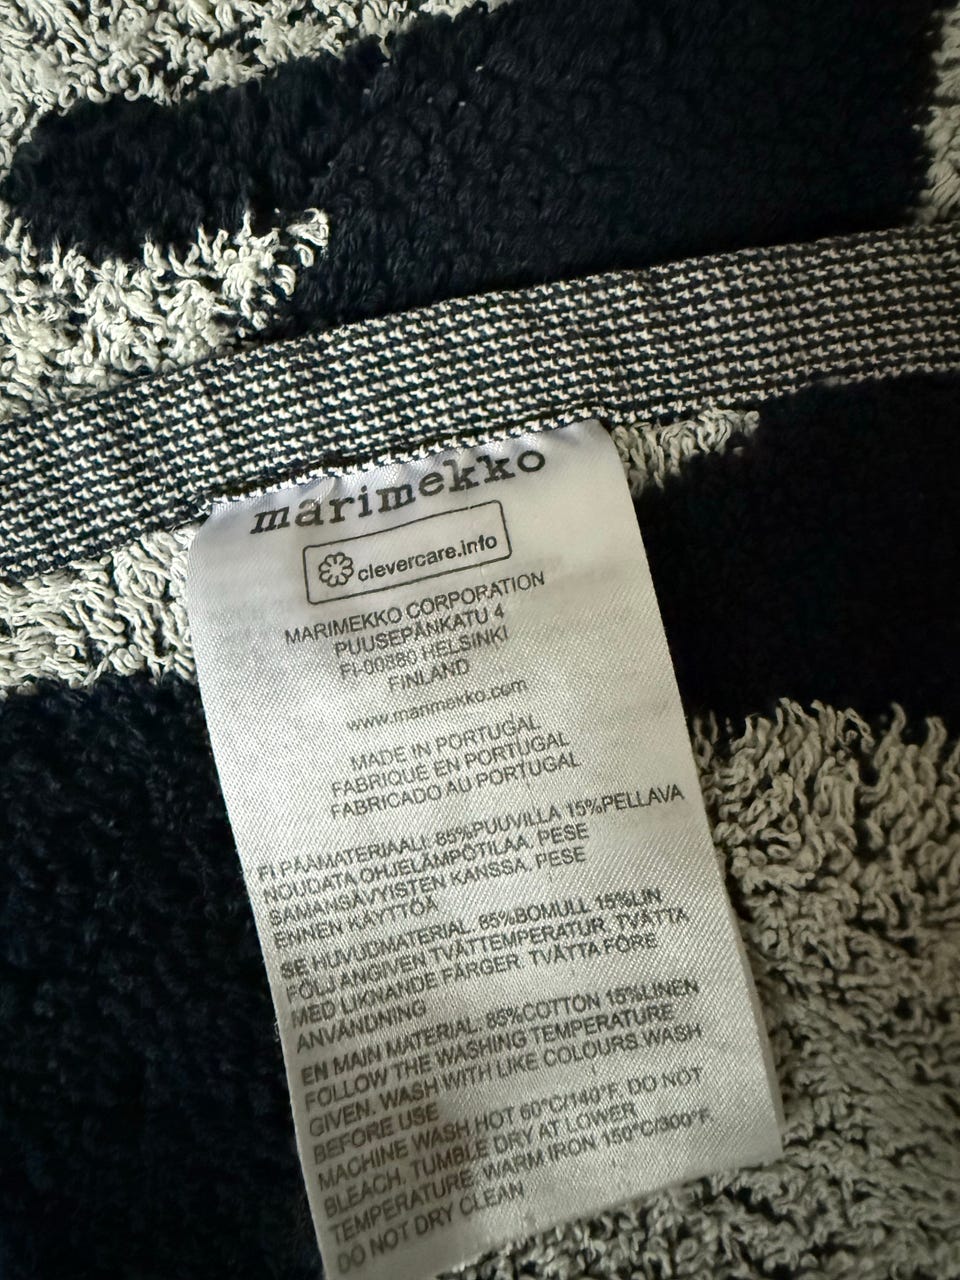 marimekko
clevercare.info
MARIMEKKO CORPORATION
PUUSEPÄNKATU 4
FI-00880 HELSINKI
FINLAND
www.marimekko.com
MADE IN PORTUGAL
FABRIQUÉ EN PORTUGAL
FABRICADO AU PORTUGAL
FI PÄÄMATERIAALI: 85%PUUVILLA 15%PELLAVA
NOUDATA OHJELÄMPÖTILAA. PESE
SAMANSÄVYISTEN KANSSA. PESE
ENNEN KÄYTTÖÄ
SE HUVUDMATERIAL. 85%BOMULL 15%LIN
FÖLJ ANGIVEN TVÄTTEMPERATUR. TVÄTTA
MED LIKNANDE FÄRGER. TVÄTTA FÖRE
ANVÄNDNING
EN MAIN MATERIAL. 85%COTTON 15%LINEN
FOLLOW THE WASHING TEMPERATURE
GIVEN. WASH WITH LIKE COLOURS WASH
BEFORE USE
MACHINE WASH HOT 60°C/140°F. DO NOT
BLEACH. TUMBLE DRY AT LOWER
TEMPERATURE. WARM IRON 150°C/300°F.
DO NOT DRY CLEAN